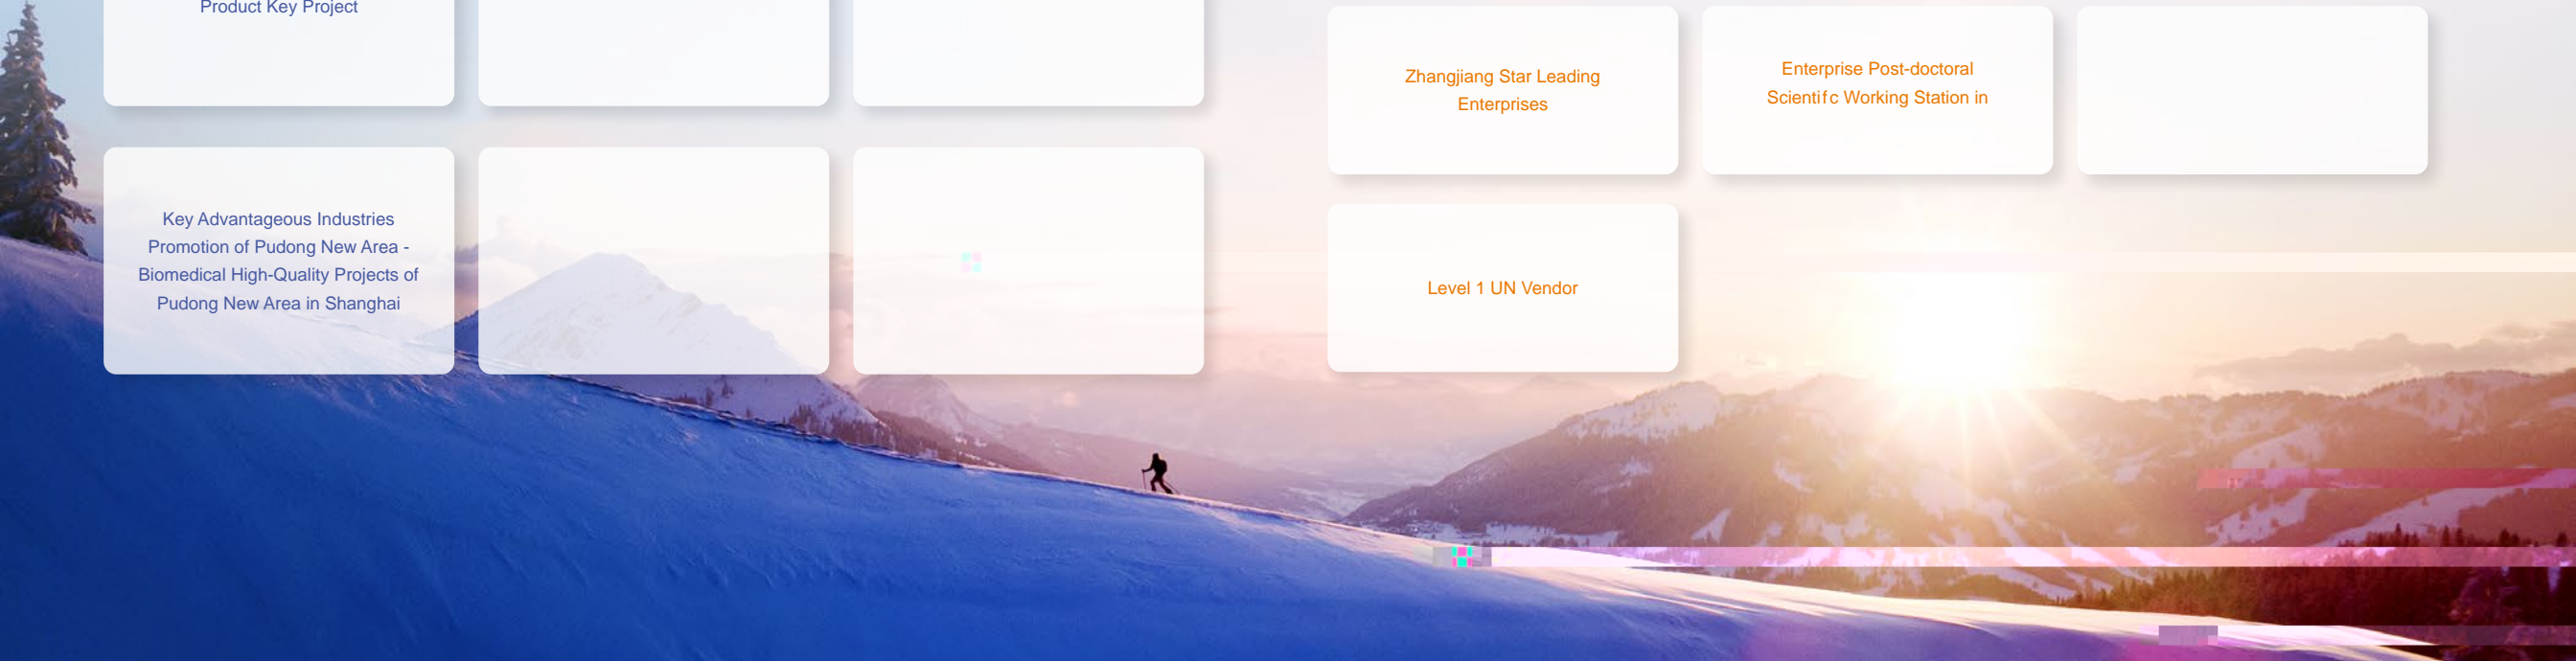 Product Key Project
Zhangjiang Star Leading
Enterprises
Enterprise Post-doctoral
Scientifc Working Station in
Key Advantageous Industries
Promotion of Pudong New Area -
Biomedical High-Quality Projects of
Pudong New Area in Shanghai
Level 1 UN Vendor